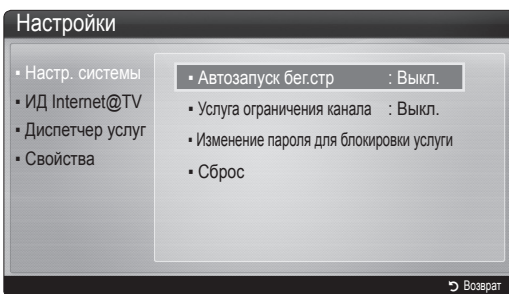 Настройки
▪ Настр. системы
▪ ИД Internet@TV
▪ Диспетчер услуг
▪ Свойства
▪ Автозапуск бег.стр : Выкл.
▪ Услуга ограничения канала : Выкл.
▪ Изменение пароля для блокировки услуги
▪ Сброс
Возврат